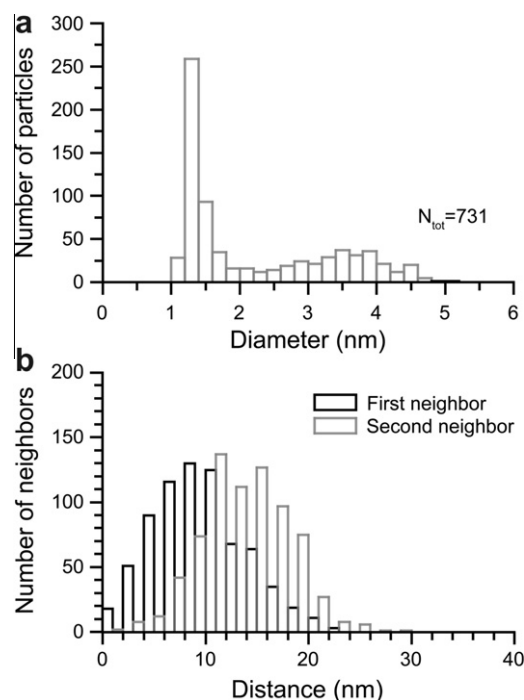 a
Number of particles
300
250
200
150
100
50
0
N_tot=731
0 1 2 3 4 5 6
Diameter (nm)
b
Number of neighbors
200
150
100
50
0
First neighbor
Second neighbor
0 10 20 30 40
Distance (nm)